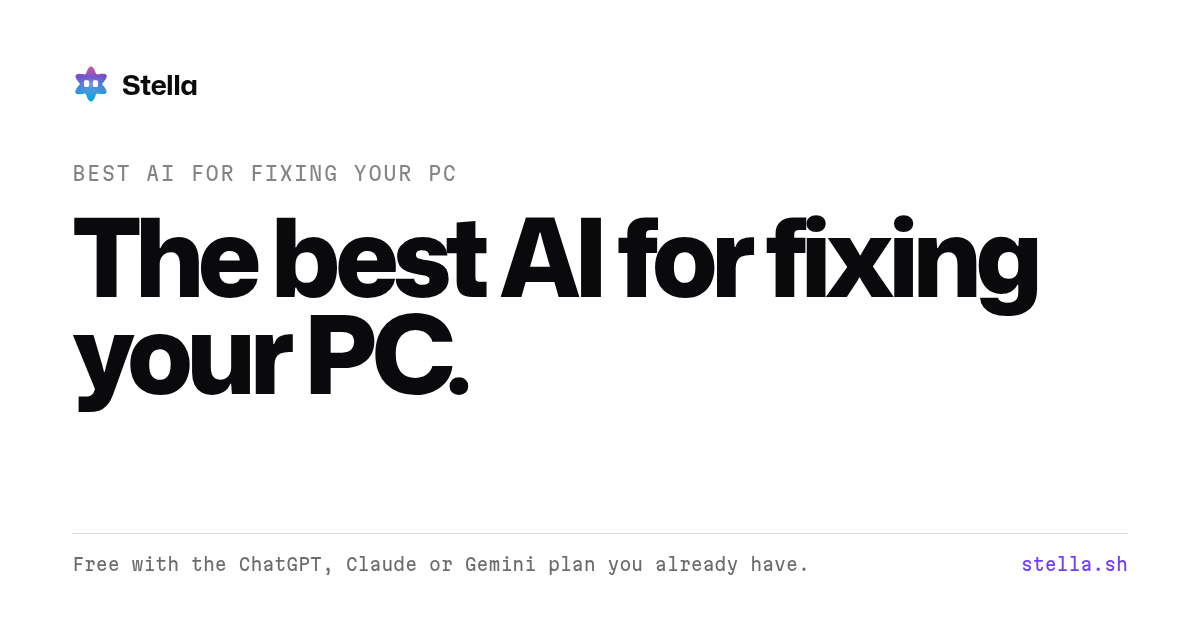 Stella
BEST AI FOR FIXING YOUR PC
The best AI for fixing
your PC.
Free with the ChatGPT, Claude or Gemini plan you already have.
stella.sh